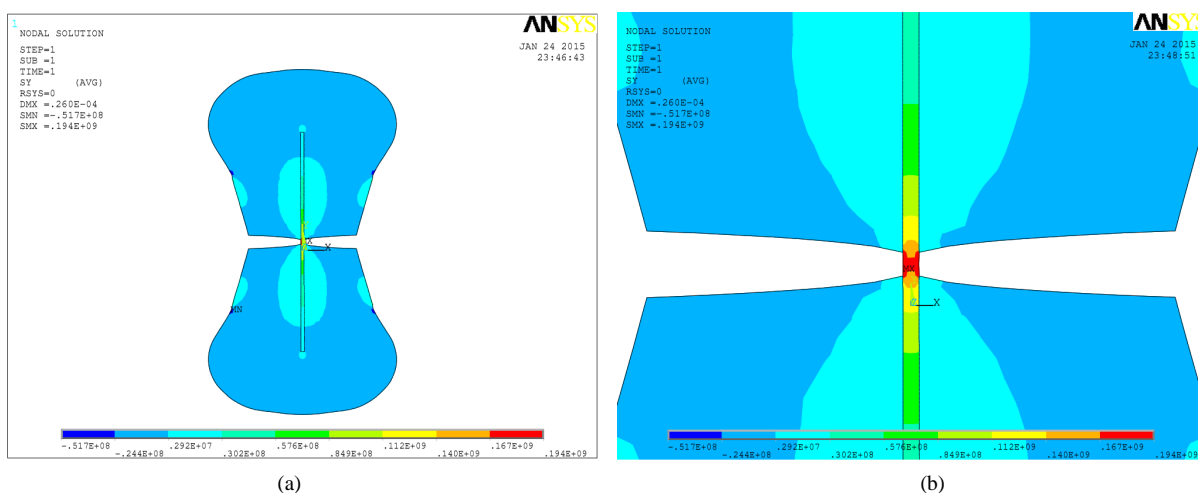 1
ANSYS
NODAL SOLUTION
STEP=1
SUB =1
TIME=1
SY (AVG)
RSYS=0
DMX =.260E-04
SMN =-.517E+08
SMX =.194E+09
JAN 24 2015
23:46:43
X
X
MN
-.517E+08 .292E+07 .576E+08 .112E+09 .167E+09
-.244E+08 .302E+08 .849E+08 .140E+09 .194E+09
(a)
ANSYS
NODAL SOLUTION
STEP=1
SUB =1
TIME=1
SY (AVG)
RSYS=0
DMX =.260E-04
SMN =-.517E+08
SMX =.194E+09
JAN 24 2015
23:48:51
MX
X
-.517E+08 .292E+07 .576E+08 .112E+09 .167E+09
-.244E+08 .302E+08 .849E+08 .140E+09 .194E+09
(b)